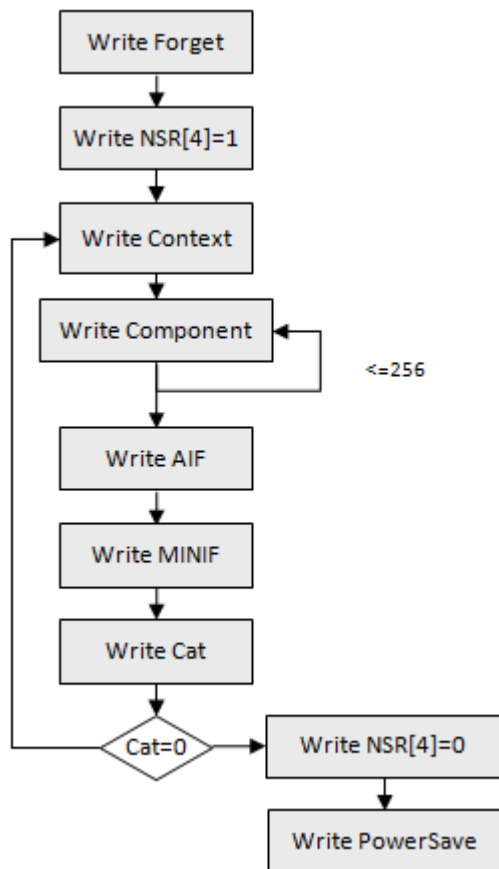 Write Forget
Write NSR[4]=1
Write Context
Write Component
<=256
Write AIF
Write MINIF
Write Cat
Cat=0
Write NSR[4]=0
Write PowerSave